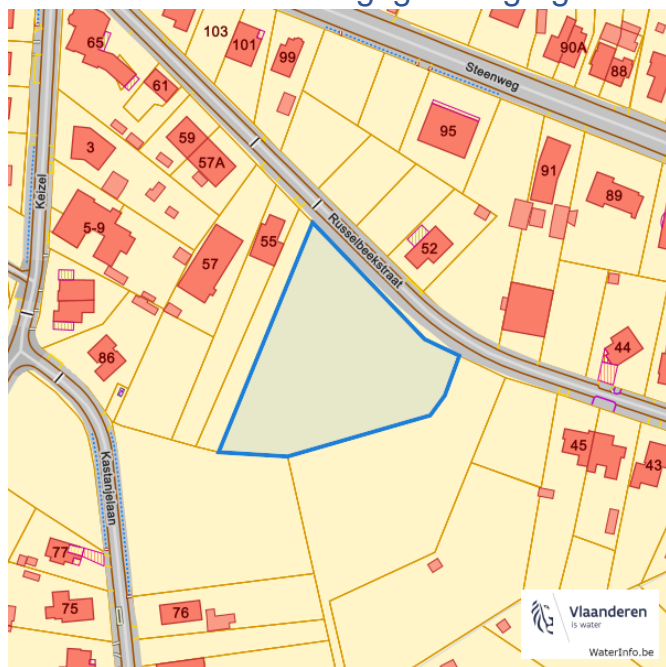 65
103
101
99
90A
88
Steenweg
61
95
59
57A
3
91
89
Keizel
5-9
Russelbeekstraat
55
52
57
44
86
45
43
Kastanjelaan
77
75
76
Vlaanderen
is water
WaterInfo.be